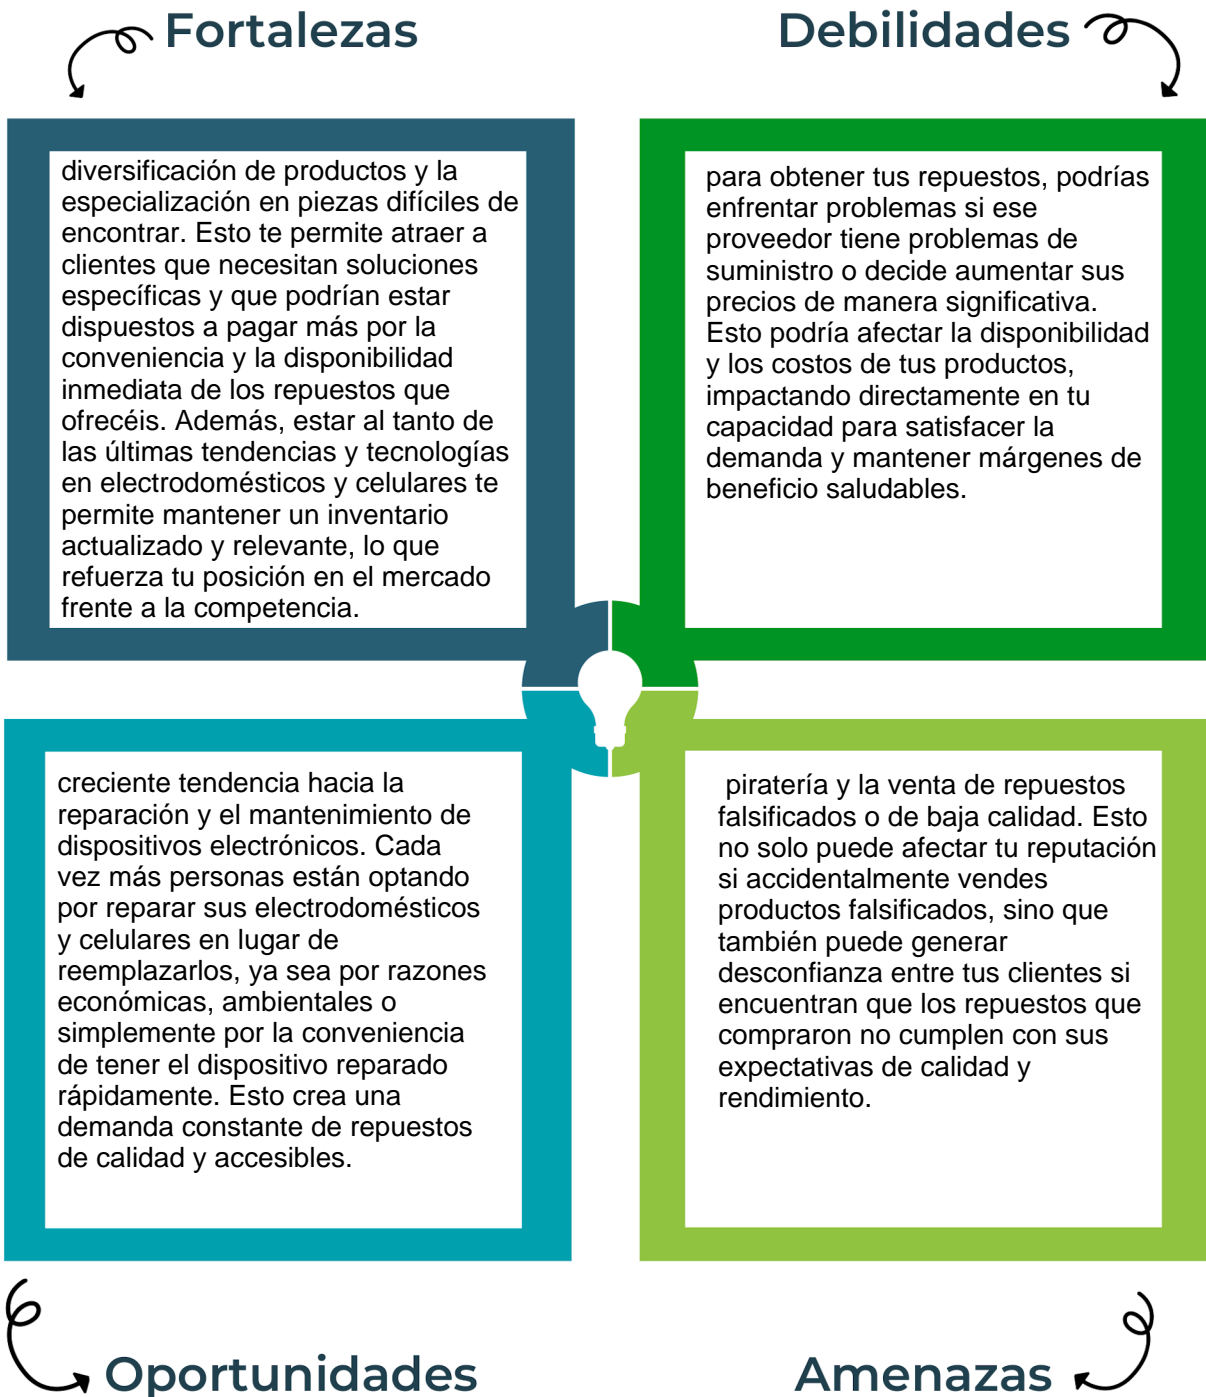 Fortalezas
diversificación de productos y la
especialización en piezas difíciles de
encontrar. Esto te permite atraer a
clientes que necesitan soluciones
específicas y que podrían estar
dispuestos a pagar más por la
conveniencia y la disponibilidad
inmediata de los repuestos que
ofrecéis. Además, estar al tanto de
las últimas tendencias y tecnologías
en electrodomésticos y celulares te
permite mantener un inventario
actualizado y relevante, lo que
refuerza tu posición en el mercado
frente a la competencia.
Debilidades
para obtener tus repuestos, podrías
enfrentar problemas si ese
proveedor tiene problemas de
suministro o decide aumentar sus
precios de manera significativa.
Esto podría afectar la disponibilidad
y los costos de tus productos,
impactando directamente en tu
capacidad para satisfacer la
demanda y mantener márgenes de
beneficio saludables.
creciente tendencia hacia la
reparación y el mantenimiento de
dispositivos electrónicos. Cada
vez más personas están optando
por reparar sus electrodomésticos
y celulares en lugar de
reemplazarlos, ya sea por razones
económicas, ambientales o
simplemente por la conveniencia
de tener el dispositivo reparado
rápidamente. Esto crea una
demanda constante de repuestos
de calidad y accesibles.
Oportunidades
piratería y la venta de repuestos
falsificados o de baja calidad. Esto
no solo puede afectar tu reputación
si accidentalmente vendes
productos falsificados, sino que
también puede generar
desconfianza entre tus clientes si
encuentran que los repuestos que
compraron no cumplen con sus
expectativas de calidad y
rendimiento.
Amenazas